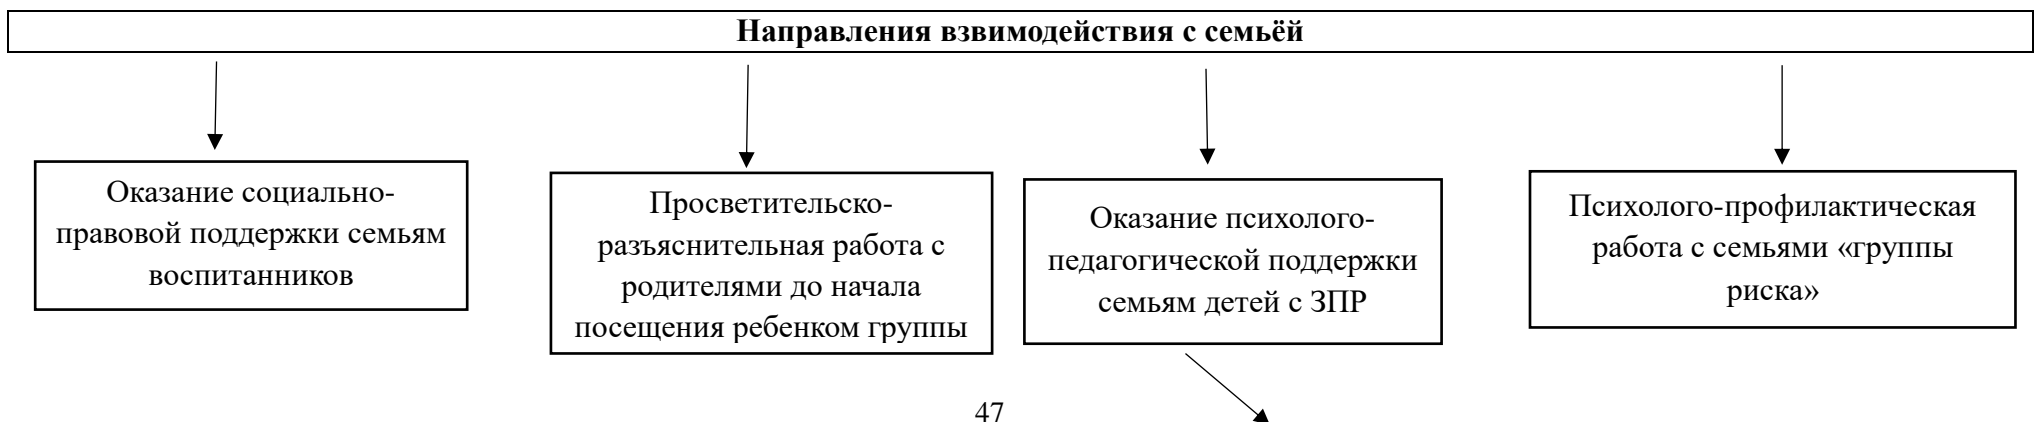 Направления взвимодействия с семьёй
Оказание социально-
правовой поддержки семьям
воспитанников
Просветительско-
разъяснительная работа с
родителями до начала
посещения ребенком группы
Оказание психолого-
педагогической поддержки
семьям детей с ЗПР
Психолого-профилактическая
работа с семьями «группы
риска»
47